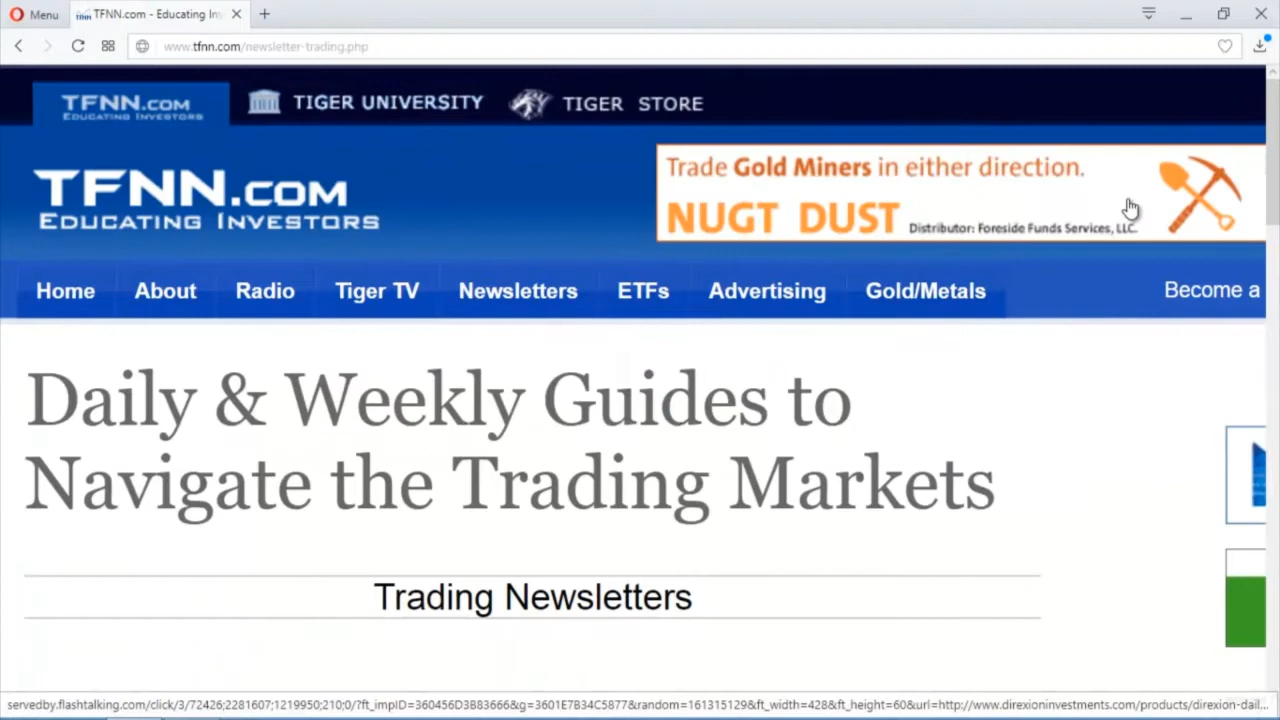 Menu
TFNN.com - Educating Inv
www.tfnn.com/newsletter-trading.php
TFNN.COM
EDUCATING INVESTORS
TIGER UNIVERSITY
TIGER STORE
TFNN.COM
EDUCATING INVESTORS
Trade Gold Miners in either direction.
NUGT DUST
Distributor: Foreside Funds Services, LLC.
Home About Radio Tiger TV Newsletters ETFs Advertising Gold/Metals Become a
Daily & Weekly Guides to
Navigate the Trading Markets
Trading Newsletters
servedby.flashtalking.com/click/3/72426;2281607;1219950;210;0/?ft_impID=360456D3B83666&g=3601E7B34C5877&random=161315129&ft_width=428&ft_height=60&url=http://www.direxioninvestments.com/products/direxion-dail...